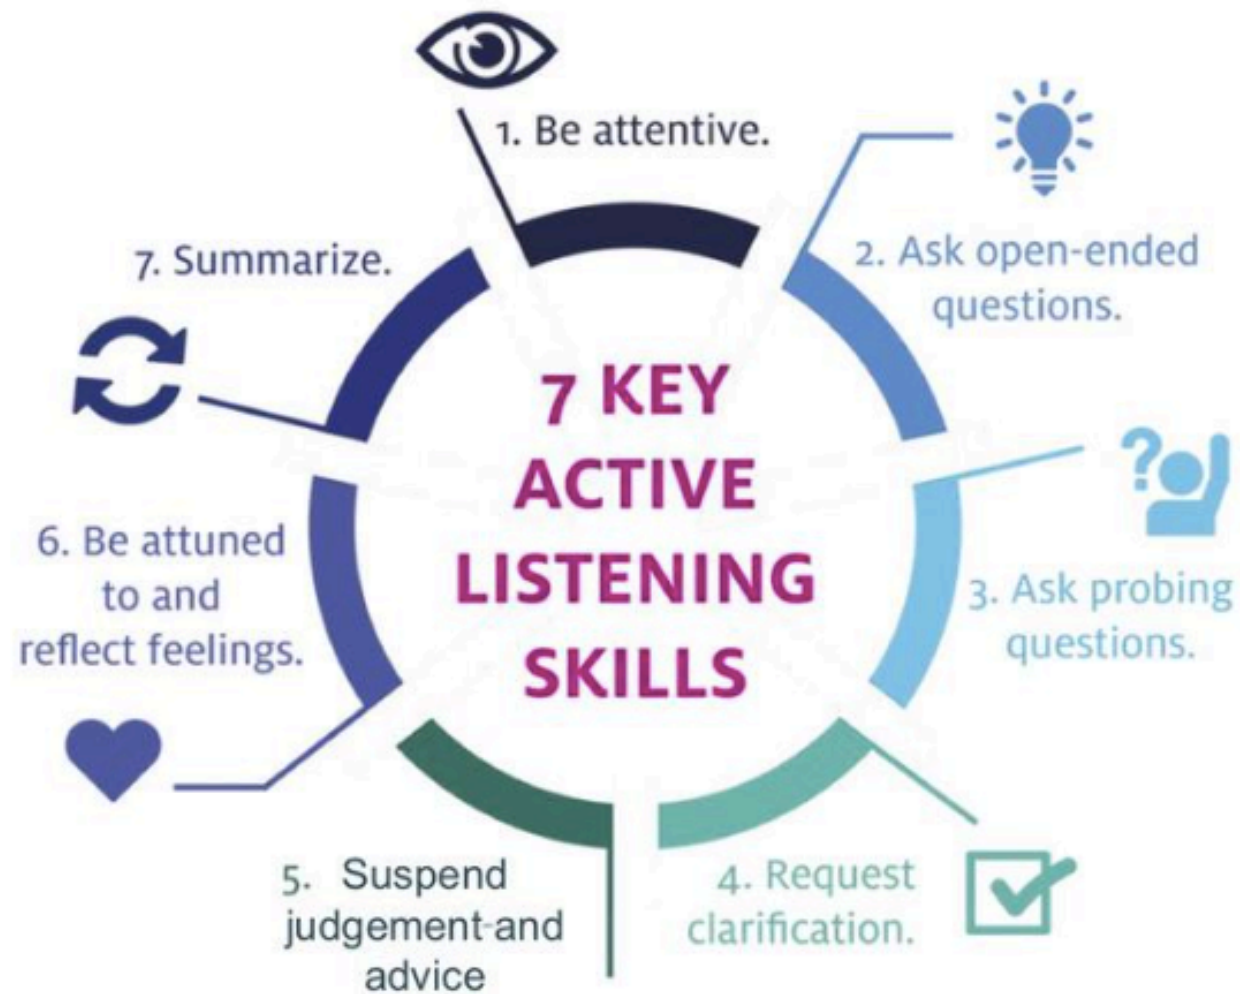 7 KEY
ACTIVE
LISTENING
SKILLS
1. Be attentive.
2. Ask open-ended
questions.
3. Ask probing
questions.
4. Request
clarification.
5. Suspend
judgement-and
advice
6. Be attuned
to and
reflect feelings.
7. Summarize.